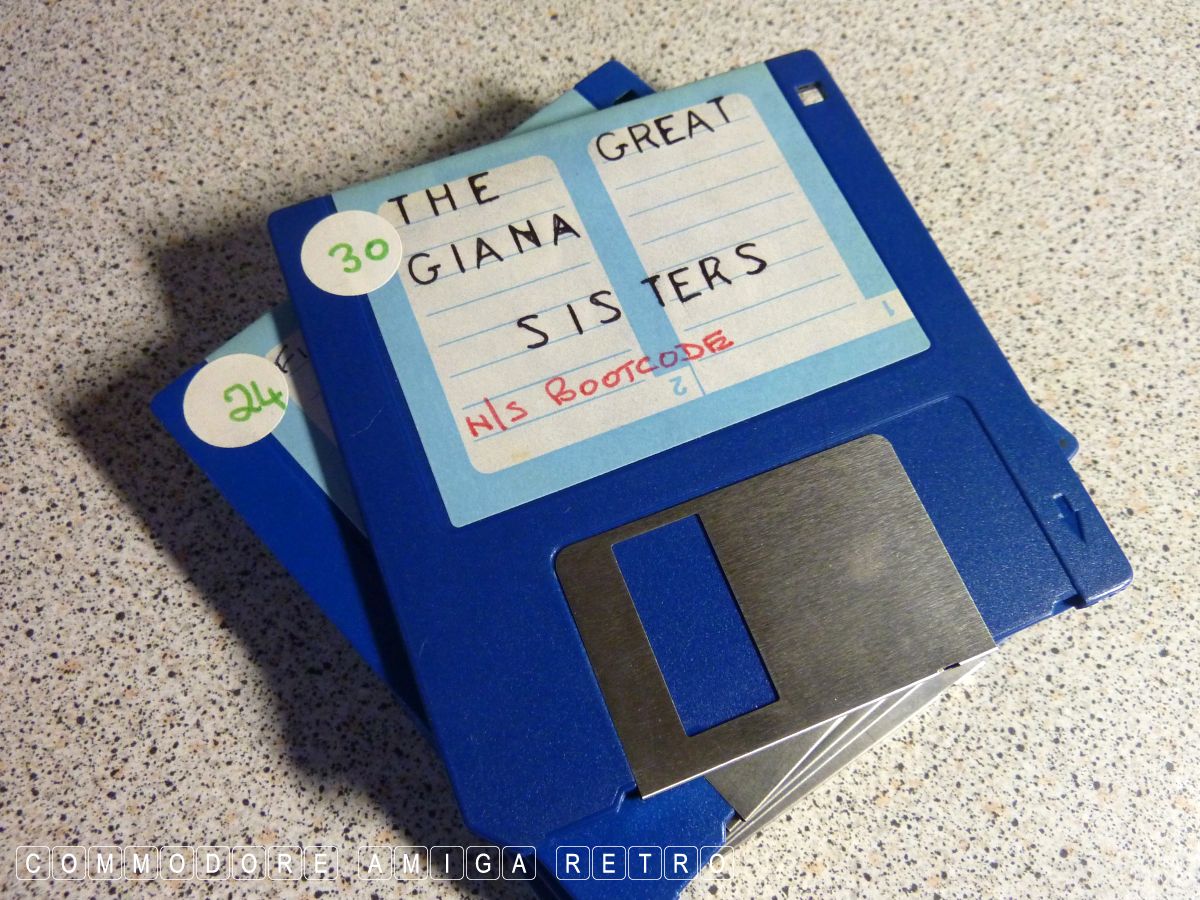 THE GREAT
GIANA
SISTERS
N/S BOOTCODE
30
24
1
2
COMMODORE AMIGA RETRO